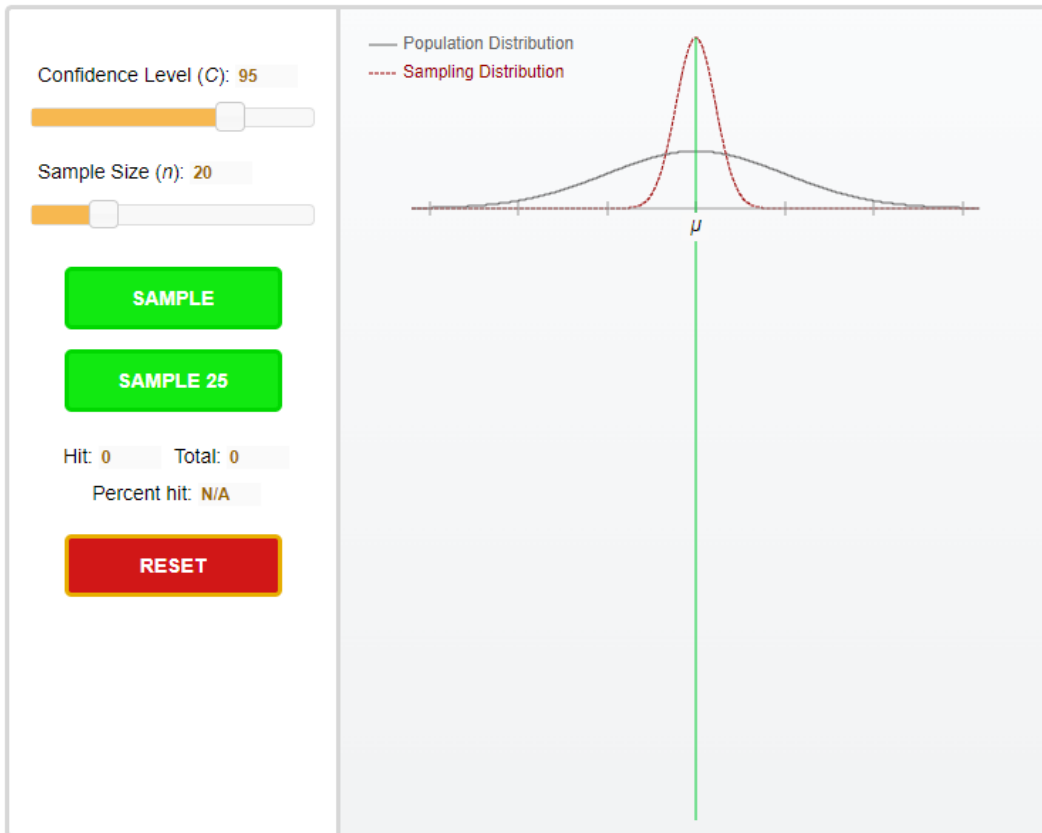 Confidence Level (C): 95
Sample Size (n): 20
SAMPLE
SAMPLE 25
Hit: 0 Total: 0
Percent hit: N/A
RESET
Population Distribution
Sampling Distribution
μ